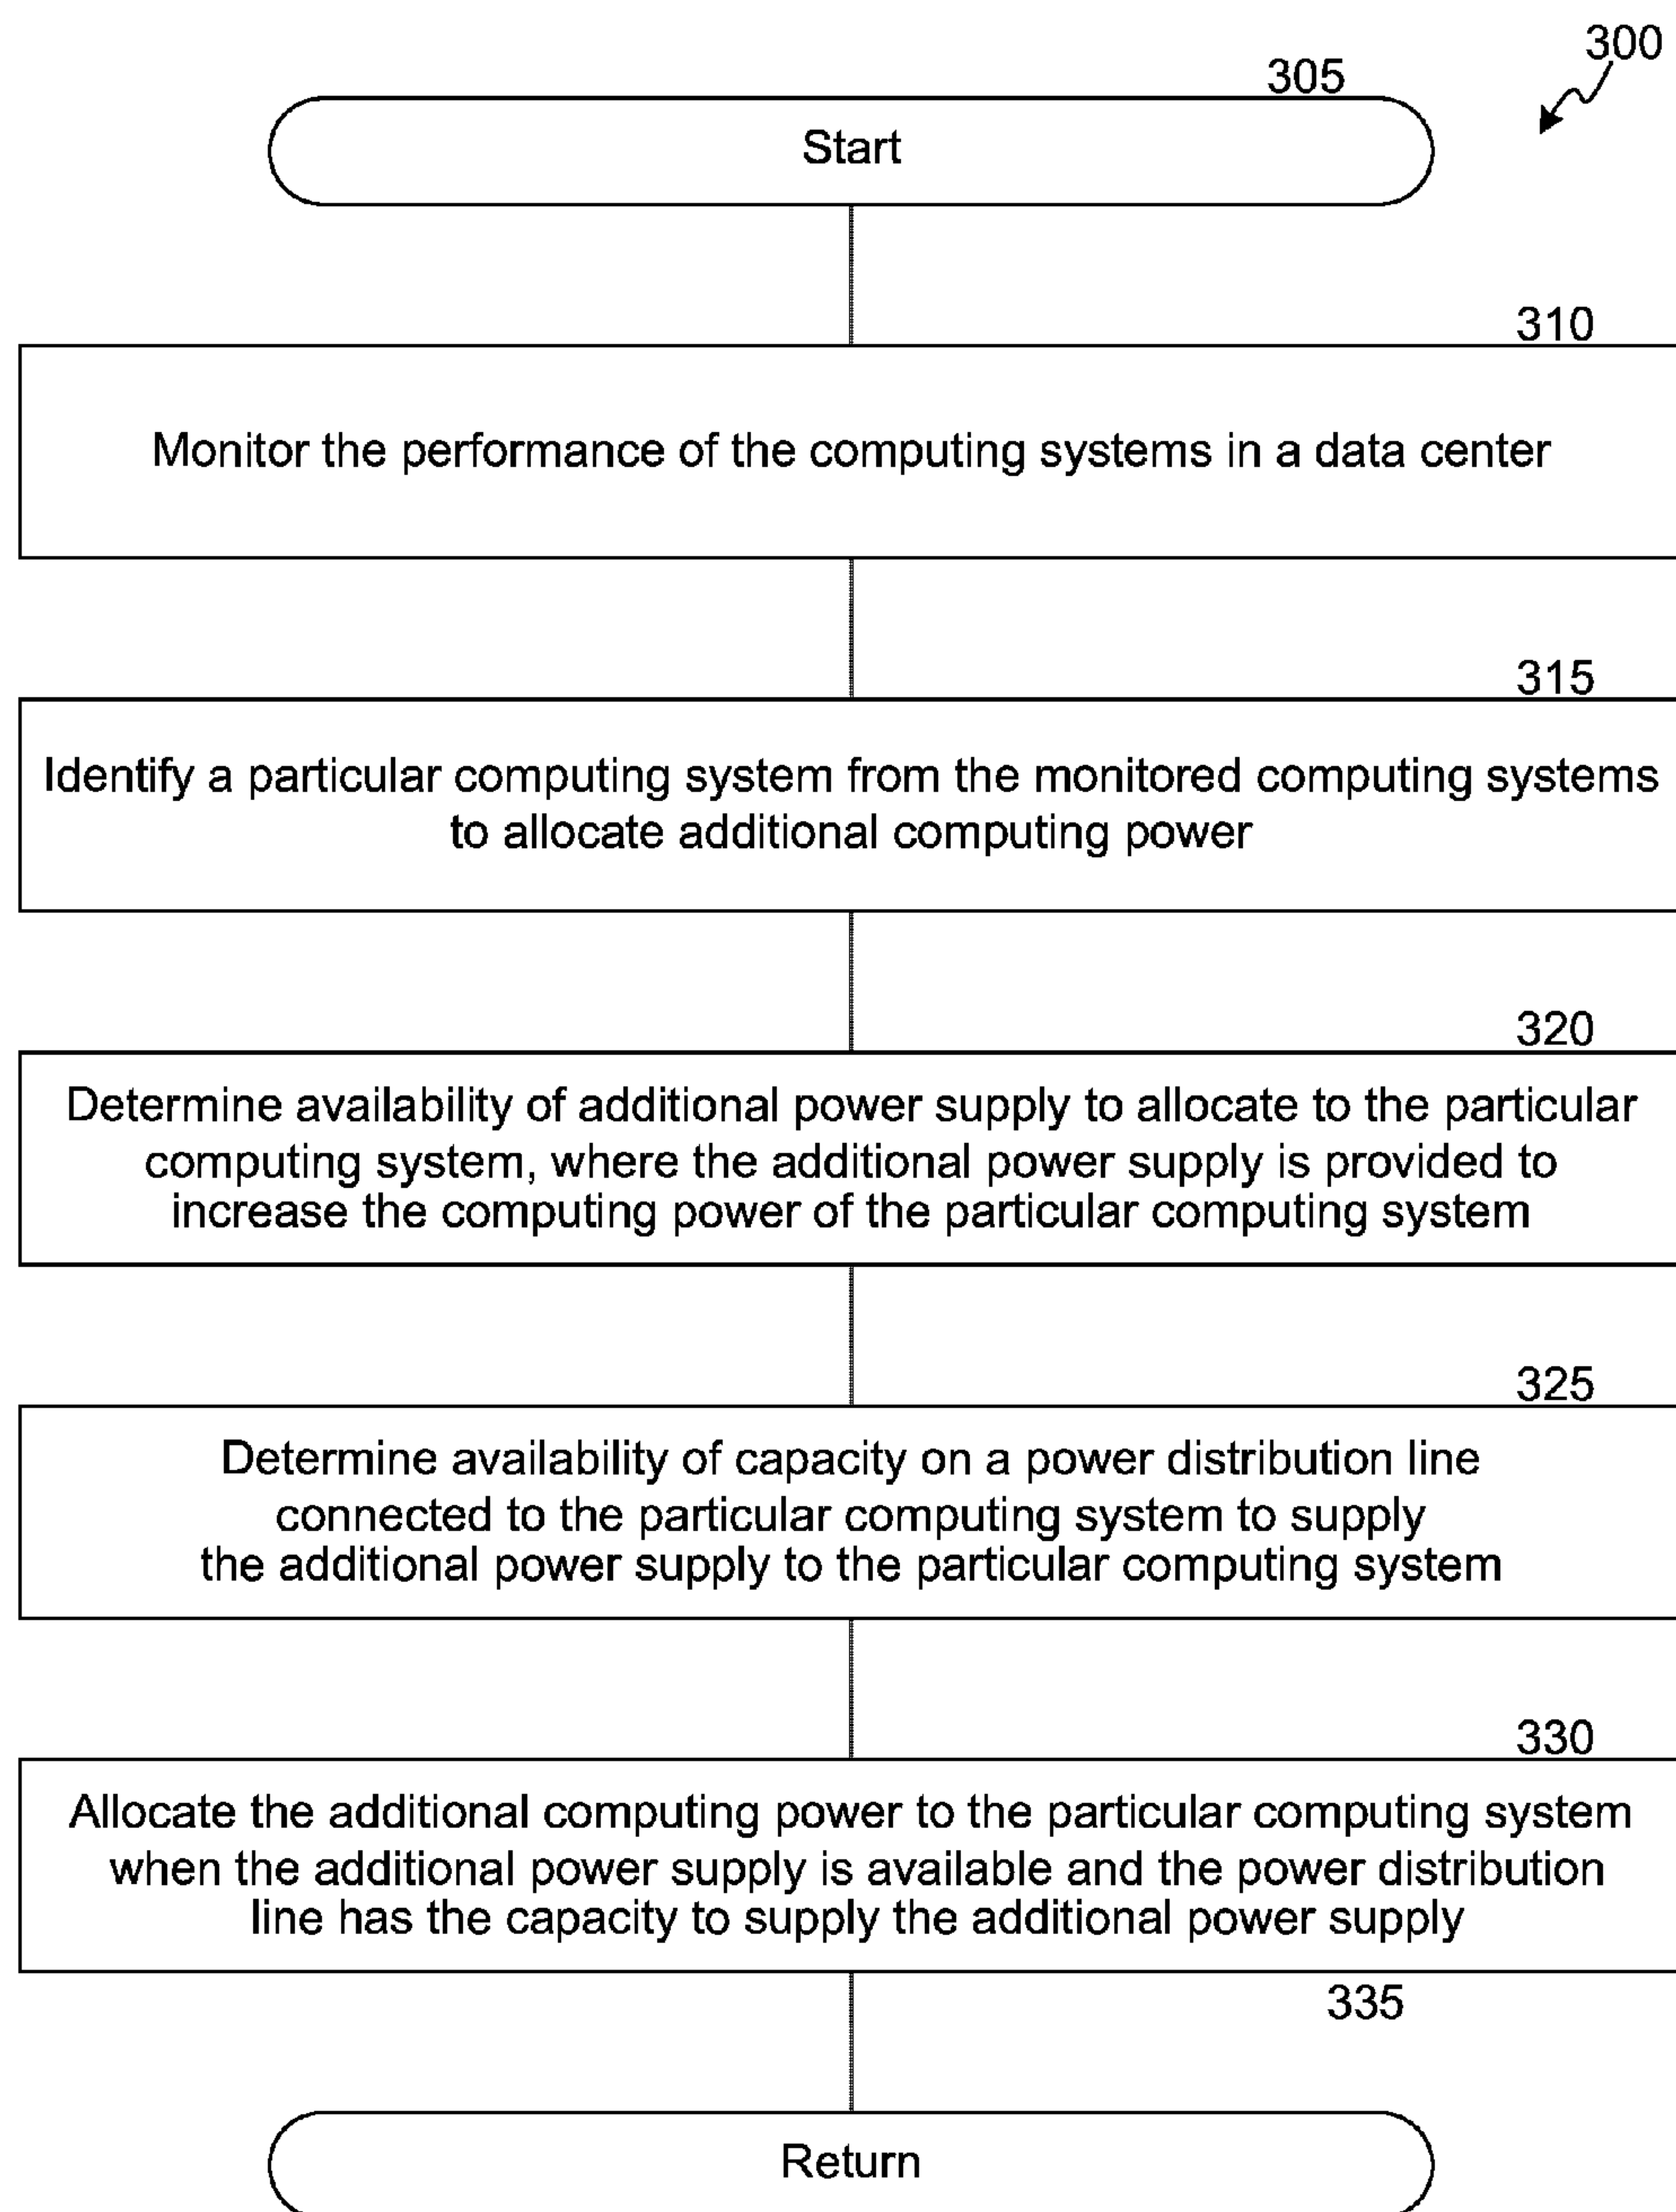 300
305
Start
310
Monitor the performance of the computing systems in a data center
315
Identify a particular computing system from the monitored computing systems
to allocate additional computing power
320
Determine availability of additional power supply to allocate to the particular
computing system, where the additional power supply is provided to
increase the computing power of the particular computing system
325
Determine availability of capacity on a power distribution line
connected to the particular computing system to supply
the additional power supply to the particular computing system
330
Allocate the additional computing power to the particular computing system
when the additional power supply is available and the power distribution
line has the capacity to supply the additional power supply
335
Return